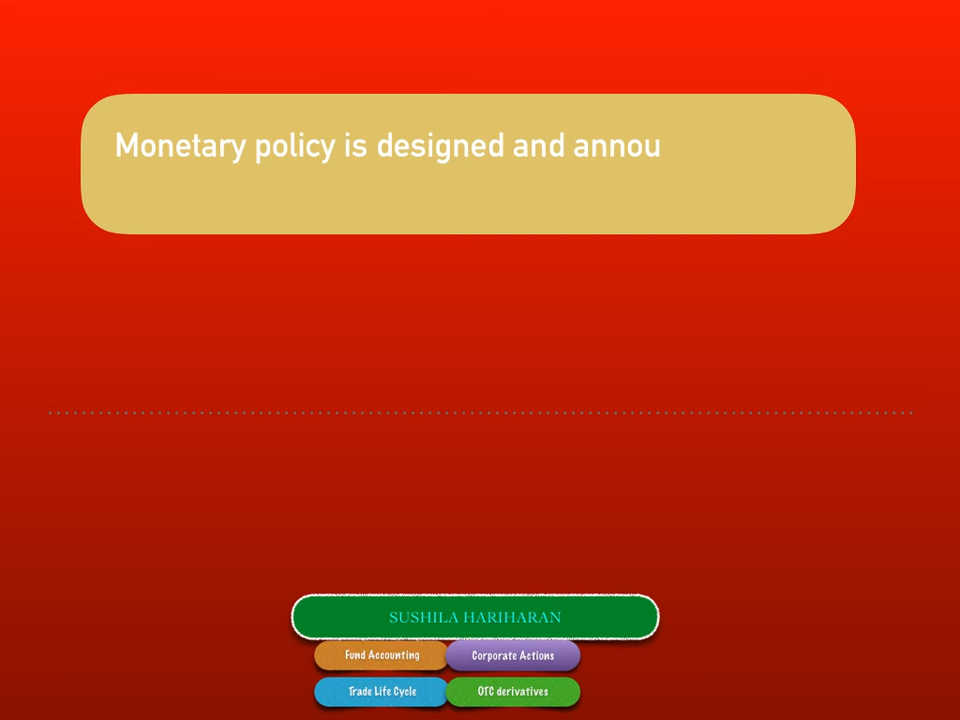 Monetary policy is designed and annou
SUSHILA HARIHARAN
Fund Accounting
Corporate Actions
Trade Life Cycle
OTC derivatives